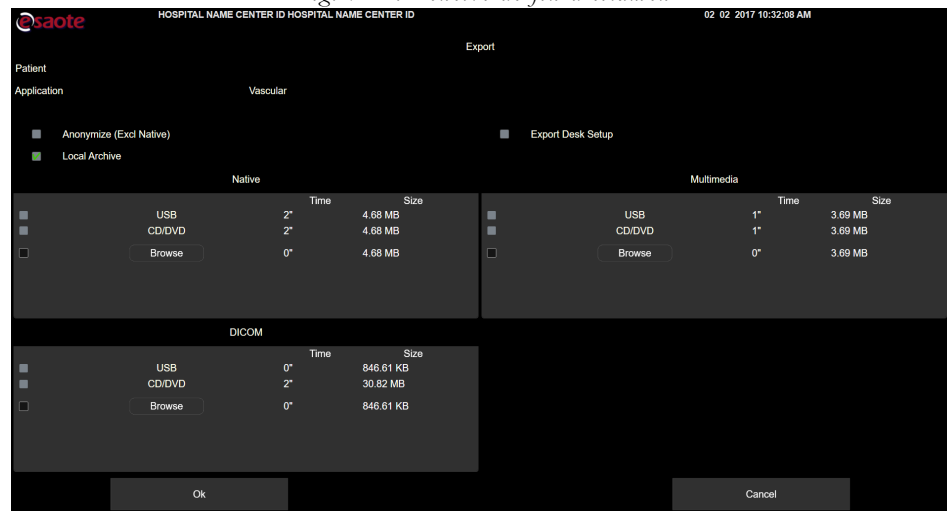 esaote
HOSPITAL NAME CENTER ID HOSPITAL NAME CENTER ID
02 02 2017 10:32:08 AM
Export
Patient
Application Vascular
Anonymize (Excl Native) Export Desk Setup
Local Archive
Native
Time Size
USB 2" 4.68 MB
CD/DVD 2" 4.68 MB
Browse 0" 4.68 MB
Multimedia
Time Size
USB 1" 3.69 MB
CD/DVD 1" 3.69 MB
Browse 0" 3.69 MB
DICOM
Time Size
USB 0" 846.61 KB
CD/DVD 2" 30.82 MB
Browse 0" 846.61 KB
Ok Cancel